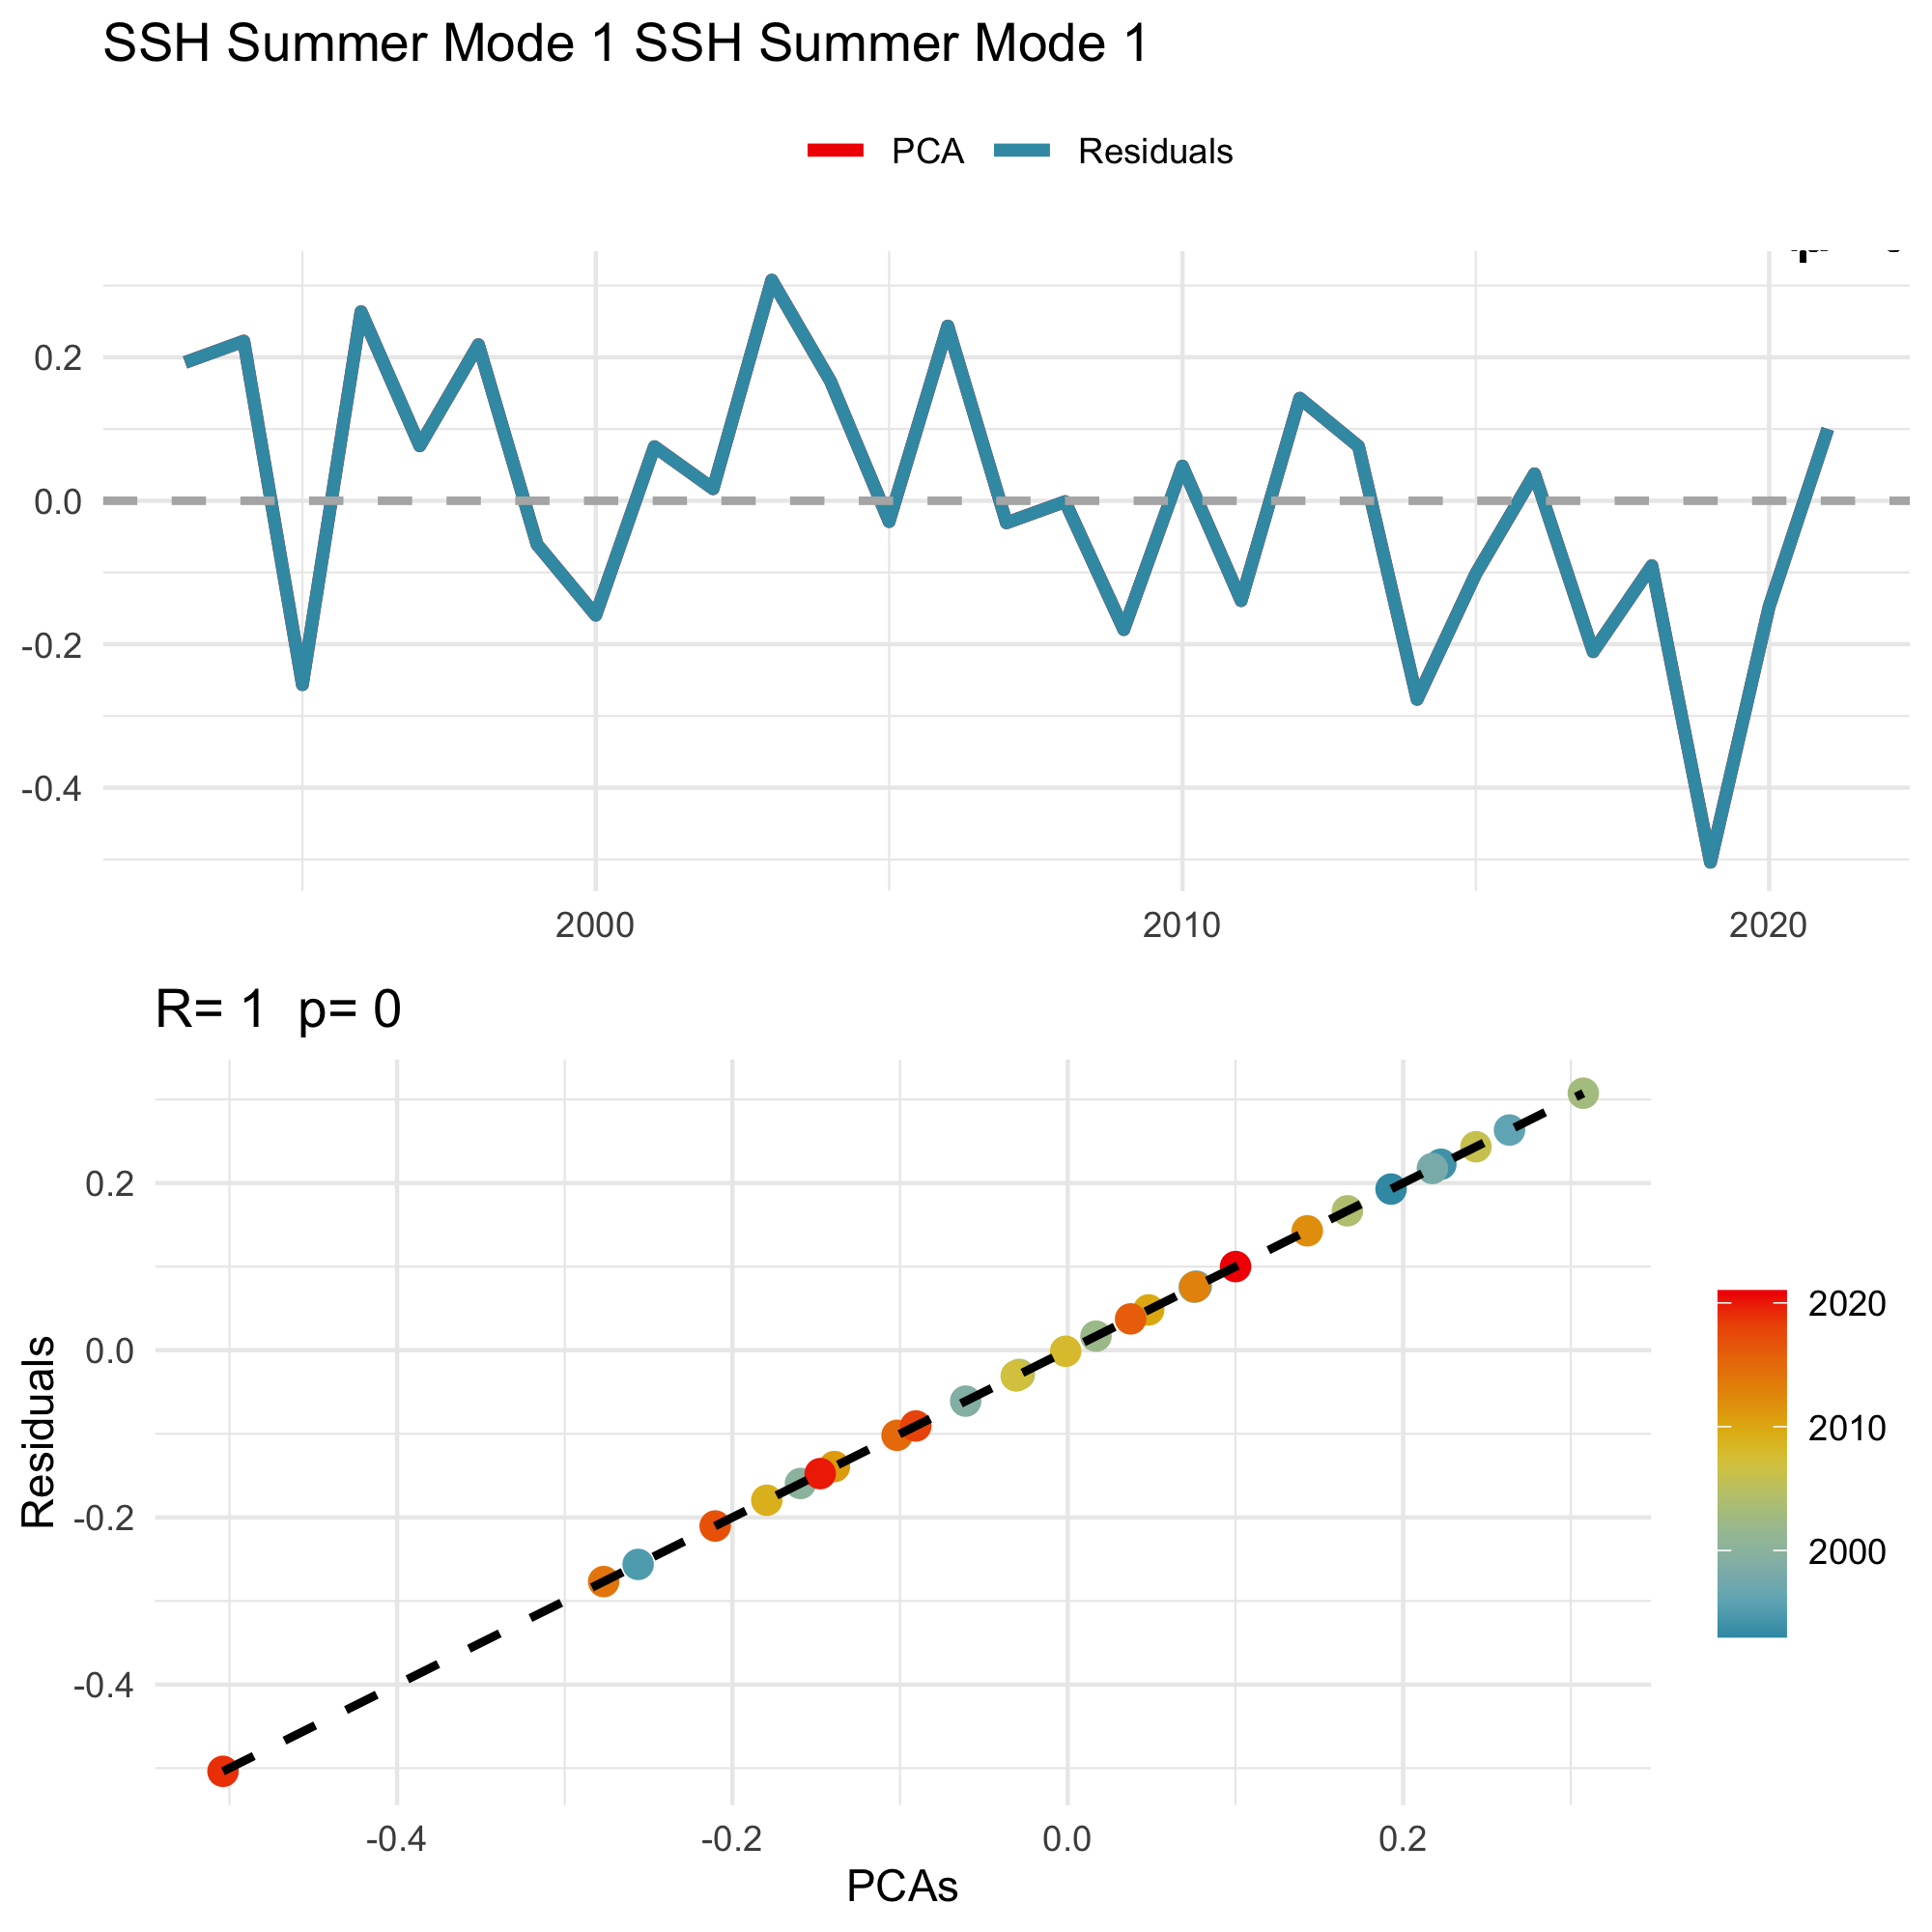 SSH Summer Mode 1 SSH Summer Mode 1
PCA Residuals
0.2
0.0
-0.2
-0.4
2000 2010 2020
R= 1 p= 0
Residuals
0.2
0.0
-0.2
-0.4
-0.4 -0.2 0.0 0.2
PCAs
2020
2010
2000